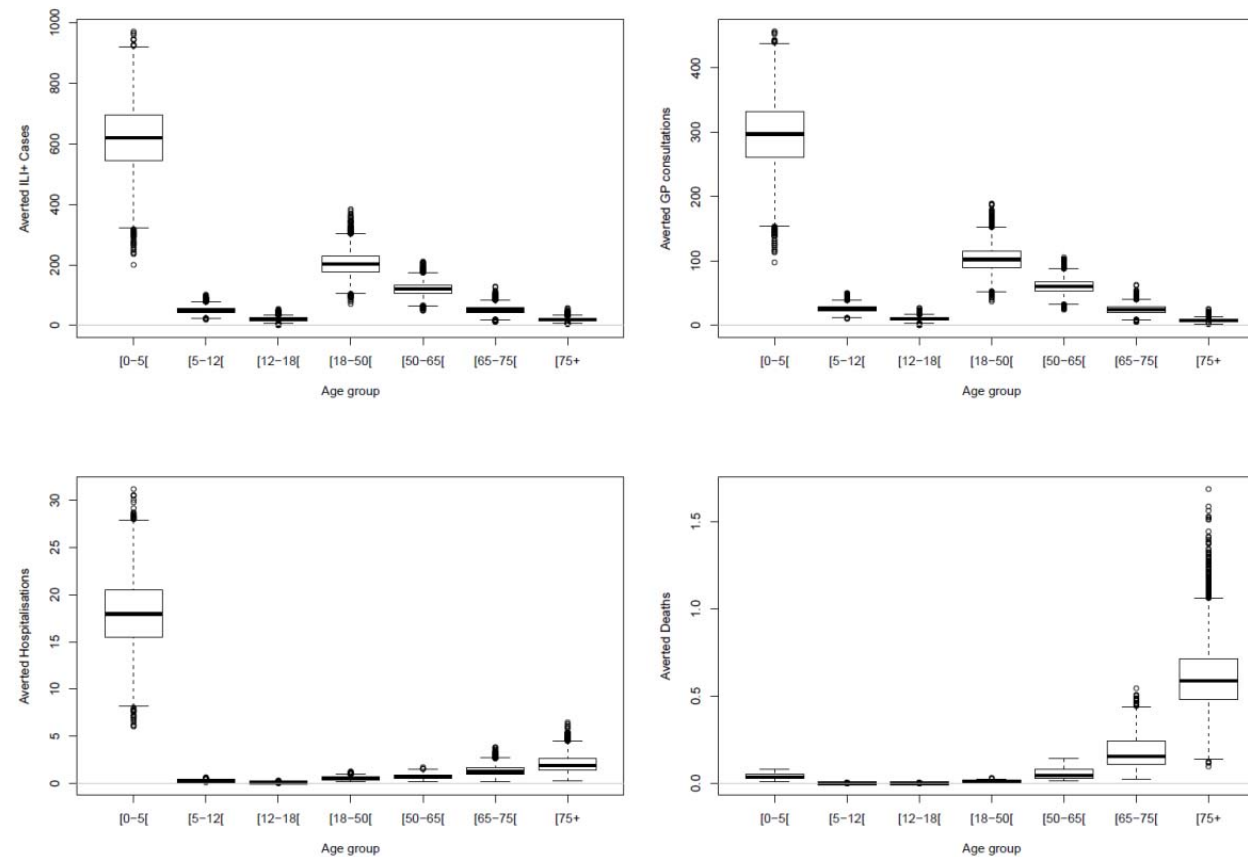 Averted ILI+ Cases
1000
800
600
400
200
0
[0−5[ [5−12[ [12−18[ [18−50[ [50−65[ [65−75[ [75+
Age group
Averted GP consultations
400
300
200
100
0
[0−5[ [5−12[ [12−18[ [18−50[ [50−65[ [65−75[ [75+
Age group
Averted Hospitalisations
30
25
20
15
10
5
0
[0−5[ [5−12[ [12−18[ [18−50[ [50−65[ [65−75[ [75+
Age group
Averted Deaths
1.5
1.0
0.5
0.0
[0−5[ [5−12[ [12−18[ [18−50[ [50−65[ [65−75[ [75+
Age group